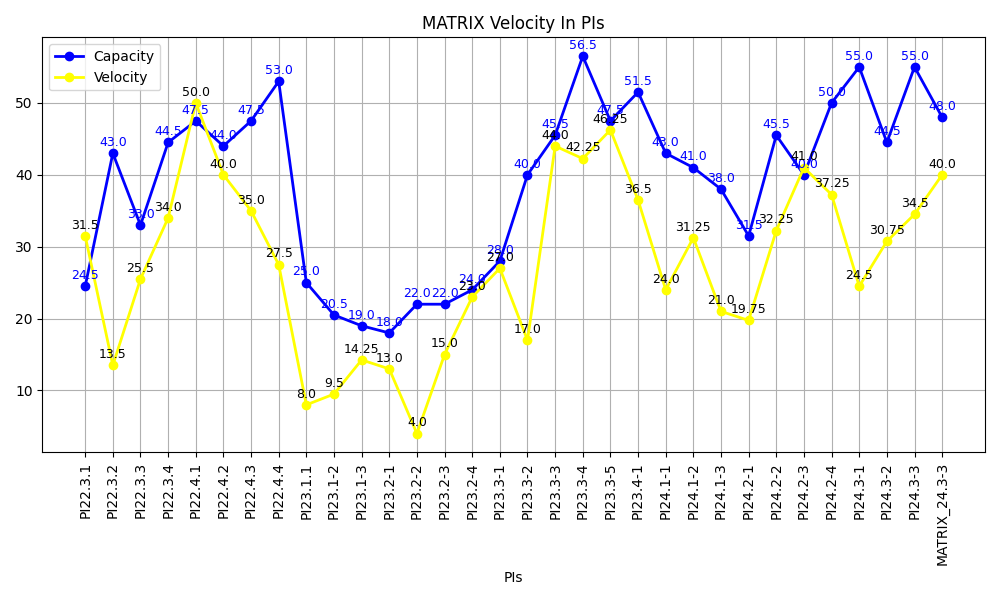 MATRIX Velocity In PIs
Capacity
Velocity
50
40
30
20
10
24.5
43.0
33.0
44.5
47.5
44.0
47.5
53.0
25.0
20.5
19.0
18.0
22.0
22.0
24.0
28.0
40.0
45.5
56.5
47.5
51.5
43.0
41.0
38.0
31.5
45.5
40.0
50.0
55.0
44.5
55.0
48.0
31.5
13.5
25.5
34.0
50.0
40.0
35.0
27.5
8.0
9.5
14.25
13.0
4.0
15.0
23.0
27.0
17.0
44.0
42.25
46.25
36.5
24.0
31.25
21.0
19.75
32.25
41.0
37.25
24.5
30.75
34.5
40.0
PI22.3.1
PI22.3.2
PI22.3.3
PI22.3.4
PI22.4.1
PI22.4.2
PI22.4.3
PI22.4.4
PI23.1.1
PI23.1-2
PI23.1-3
PI23.2-1
PI23.2-2
PI23.2-3
PI23.2-4
PI23.3-1
PI23.3-2
PI23.3-3
PI23.3-4
PI23.3-5
PI23.4-1
PI24.1-1
PI24.1-2
PI24.1-3
PI24.2-1
PI24.2-2
PI24.2-3
PI24.2-4
PI24.3-1
PI24.3-2
PI24.3-3
MATRIX_24.3-3
PIs